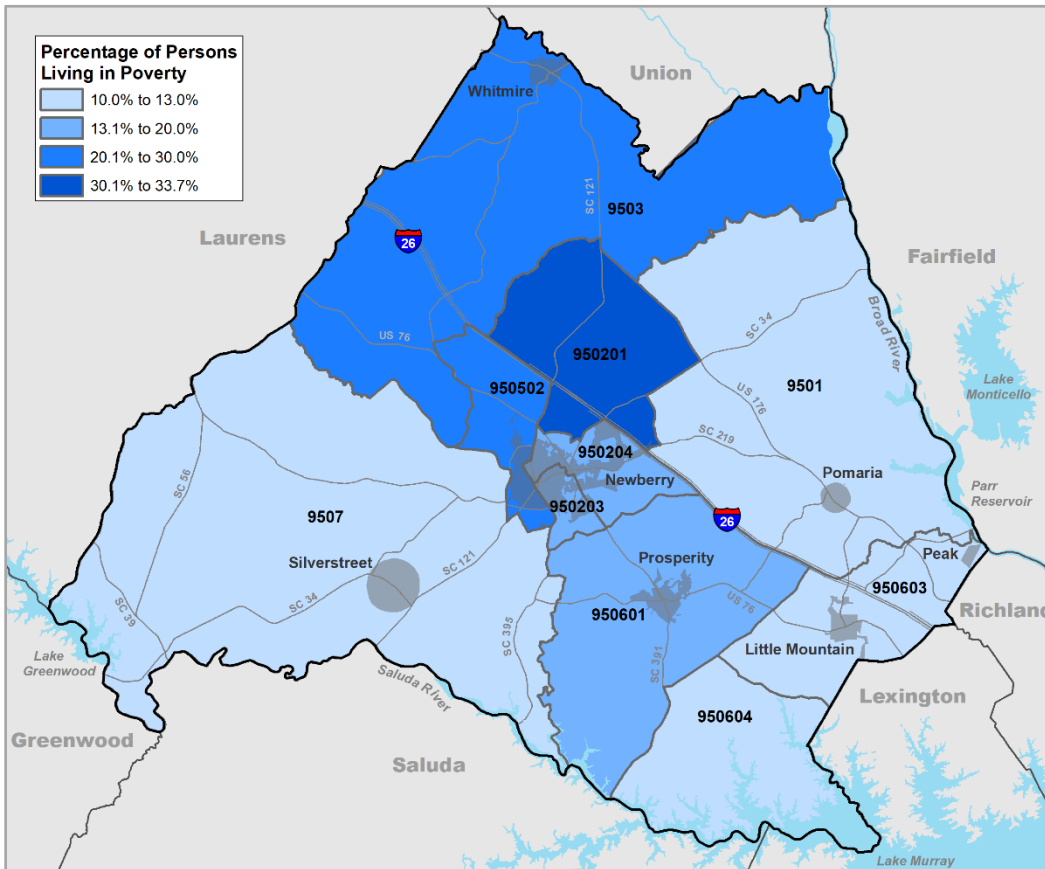 Percentage of Persons
Living in Poverty
10.0% to 13.0%
13.1% to 20.0%
20.1% to 30.0%
30.1% to 33.7%
Union
Whitmire
SC 121
9503
Laurens
26
Fairfield
US 76
SC 34
Broad River
950201
9501
950502
US 176
Lake
Monticello
SC 219
950204
Newberry
Pomaria
SC 56
Parr
Reservoir
9507
950203
26
Silverstreet
SC 121
Prosperity
Peak
SC 34
950603
Richland
SC 39
SC 395
950601
US 76
Little Mountain
SC 391
Lake
Greenwood
Saluda River
Lexington
950604
Greenwood
Saluda
Lake Murray